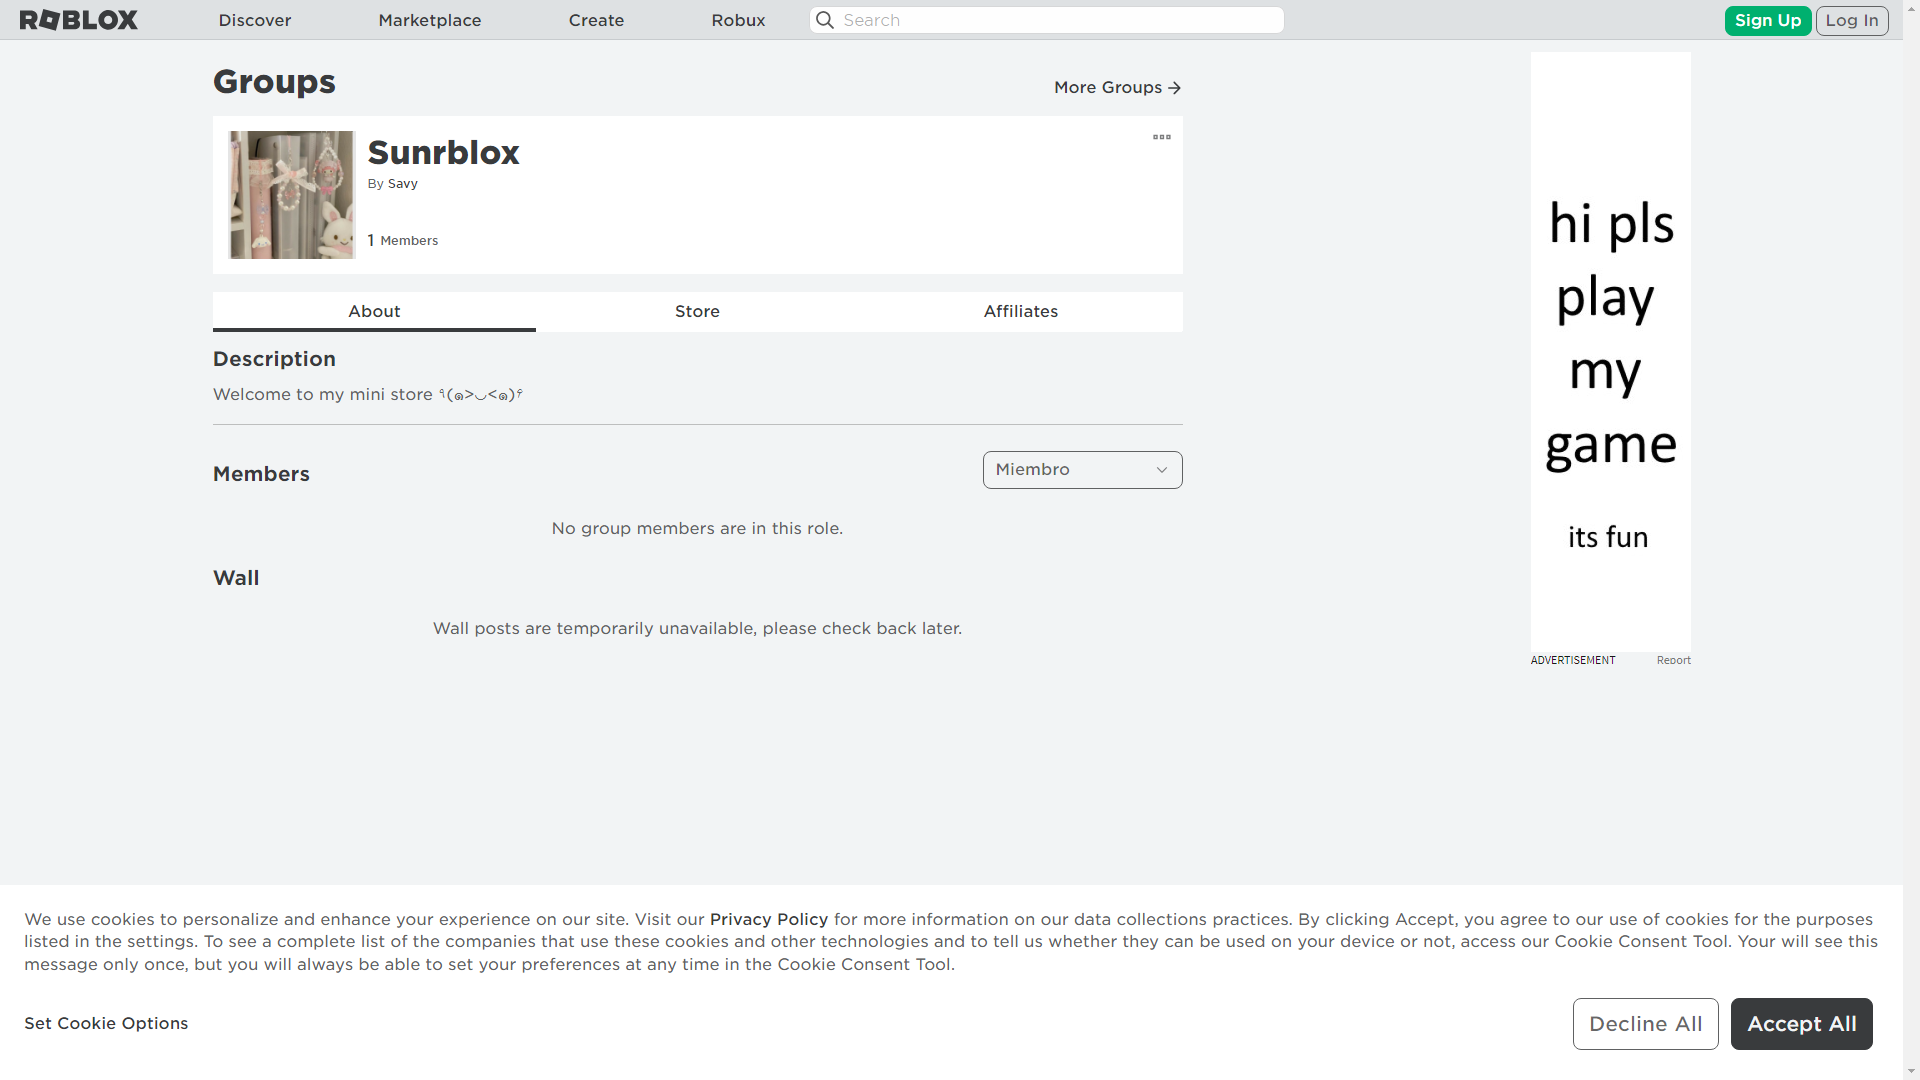 ROBLOX
Discover
Marketplace
Create
Robux
Search
Sign Up
Log In
Groups
More Groups
Sunrblox
By Savy
1 Members
About
Store
Affiliates
Description
Welcome to my mini store ٩(๑>◡<๑)۶
Members
Miembro
No group members are in this role.
Wall
Wall posts are temporarily unavailable, please check back later.
hi pls
play
my
game
its fun
ADVERTISEMENT
Report
We use cookies to personalize and enhance your experience on our site. Visit our Privacy Policy for more information on our data collections practices. By clicking Accept, you agree to our use of cookies for the purposes
listed in the settings. To see a complete list of the companies that use these cookies and other technologies and to tell us whether they can be used on your device or not, access our Cookie Consent Tool. Your will see this
message only once, but you will always be able to set your preferences at any time in the Cookie Consent Tool.
Set Cookie Options
Decline All
Accept All